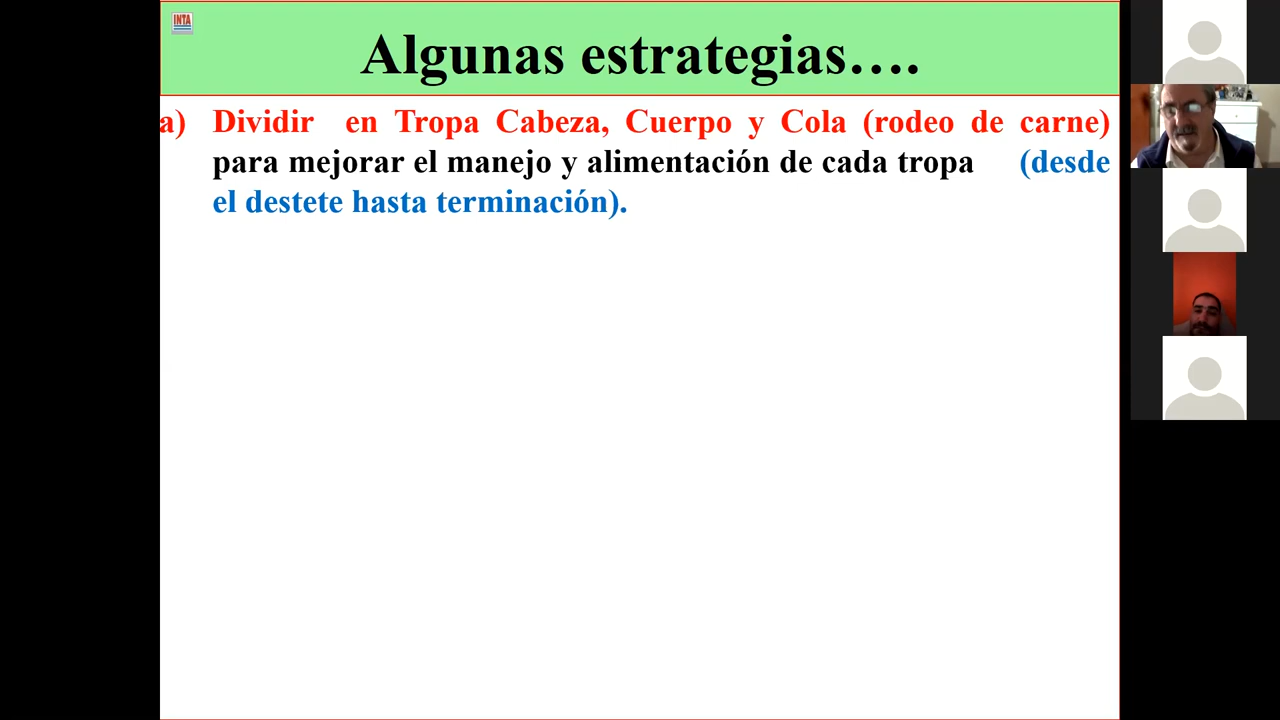 INTA
Algunas estrategias….
a) Dividir en Tropa Cabeza, Cuerpo y Cola (rodeo de carne)
para mejorar el manejo y alimentación de cada tropa (desde
el destete hasta terminación).